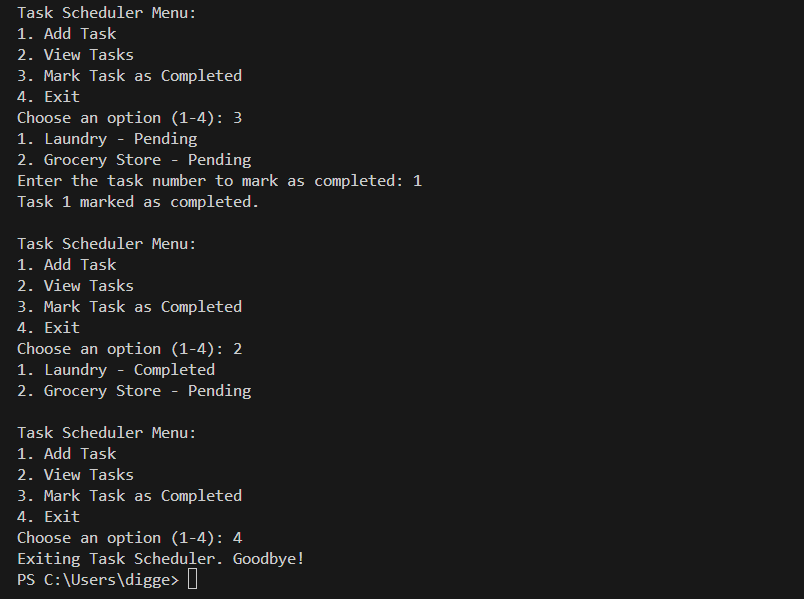 Task Scheduler Menu:
1. Add Task
2. View Tasks
3. Mark Task as Completed
4. Exit
Choose an option (1-4): 3
1. Laundry - Pending
2. Grocery Store - Pending
Enter the task number to mark as completed: 1
Task 1 marked as completed.

Task Scheduler Menu:
1. Add Task
2. View Tasks
3. Mark Task as Completed
4. Exit
Choose an option (1-4): 2
1. Laundry - Completed
2. Grocery Store - Pending

Task Scheduler Menu:
1. Add Task
2. View Tasks
3. Mark Task as Completed
4. Exit
Choose an option (1-4): 4
Exiting Task Scheduler. Goodbye!
PS C:\Users\digge>